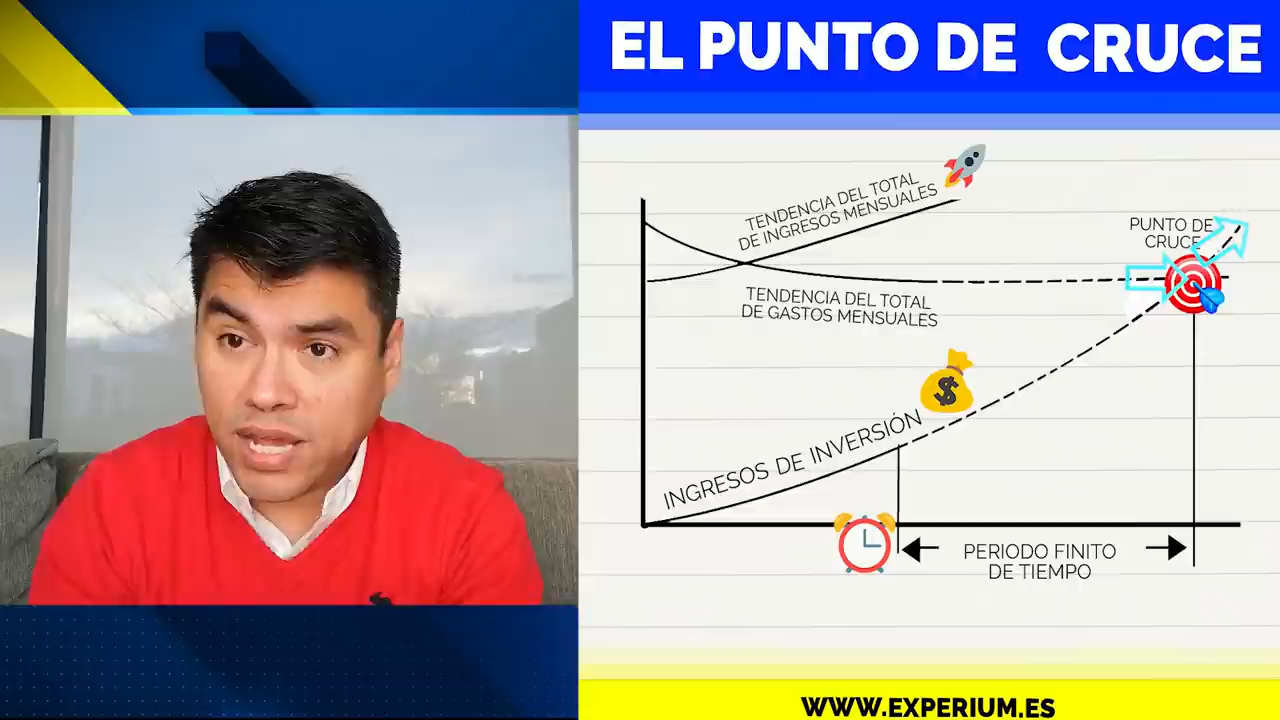 EL PUNTO DE CRUCE
TENDENCIA DEL TOTAL
DE INGRESOS MENSUALES
PUNTO DE
CRUCE
TENDENCIA DEL TOTAL
DE GASTOS MENSUALES
$
INGRESOS DE INVERSIÓN
PERIODO FINITO
DE TIEMPO
WWW.EXPERIUM.ES